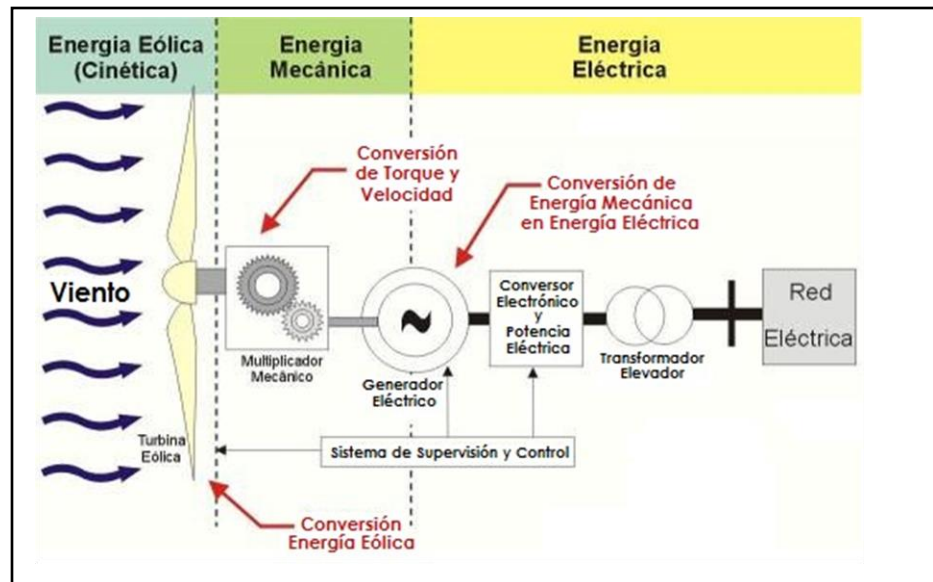 Energia Eólica
(Cinética)
Energia
Mecánica
Energia
Eléctrica
Conversión
de Torque y
Velocidad
Conversión de
Energía Mecánica
en Energía Eléctrica
Viento
Multiplicador
Mecánico
Generador
Eléctrico
Conversor
Electrónico
y
Potencia
Eléctrica
Transformador
Elevador
Red
Eléctrica
Turbina
Eólica
Sistema de Supervisión y Control
Conversión
Energía Eólica